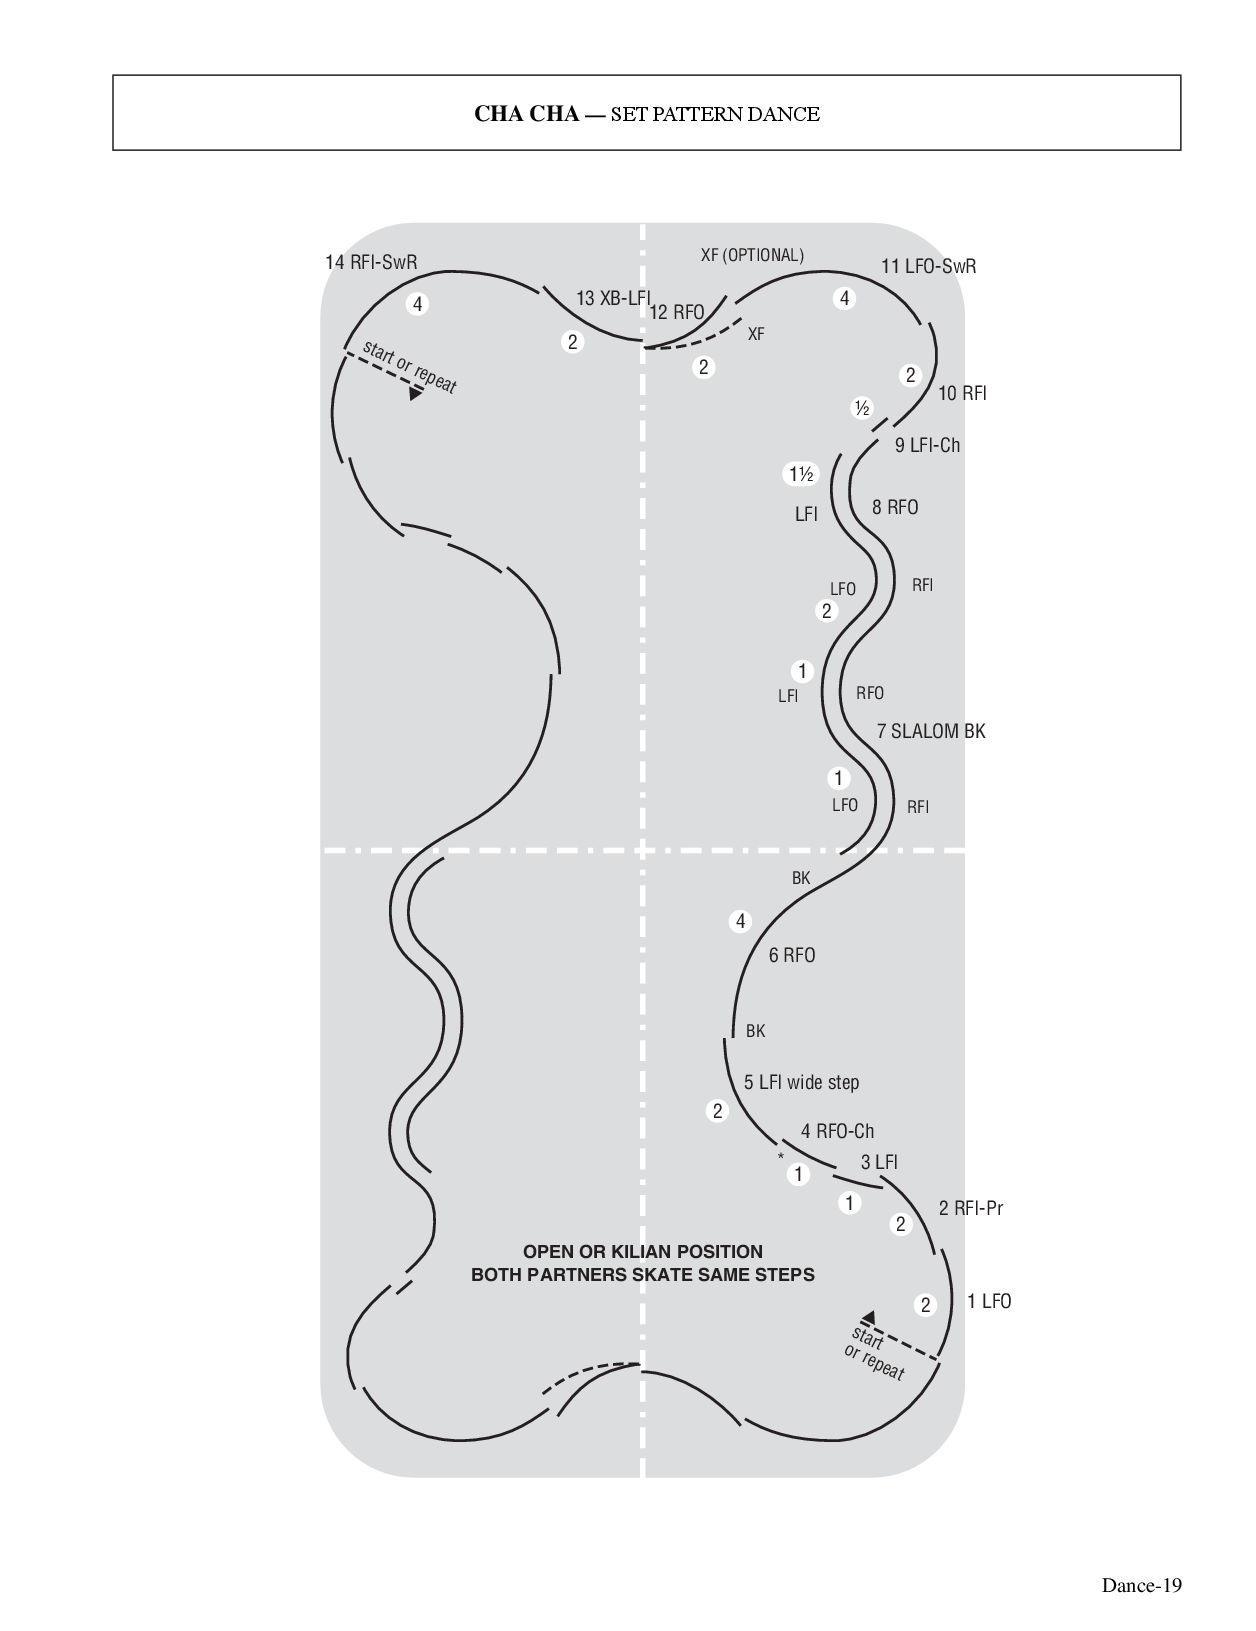 CHA CHA — SET PATTERN DANCE
XF (OPTIONAL)
14 RFI-SwR
11 LFO-SwR
4
13 XB-LFI
4
12 RFO
2
XF
start or repeat
2
2
10 RFI
½
9 LFI-Ch
1½
LFI
8 RFO
LFO
RFI
2
1
LFI
RFO
7 SLALOM BK
1
LFO
RFI
BK
4
6 RFO
BK
5 LFI wide step
2
4 RFO-Ch
*
1
3 LFI
1
2 RFI-Pr
2
OPEN OR KILIAN POSITION
BOTH PARTNERS SKATE SAME STEPS
2
1 LFO
start
or repeat
Dance-19